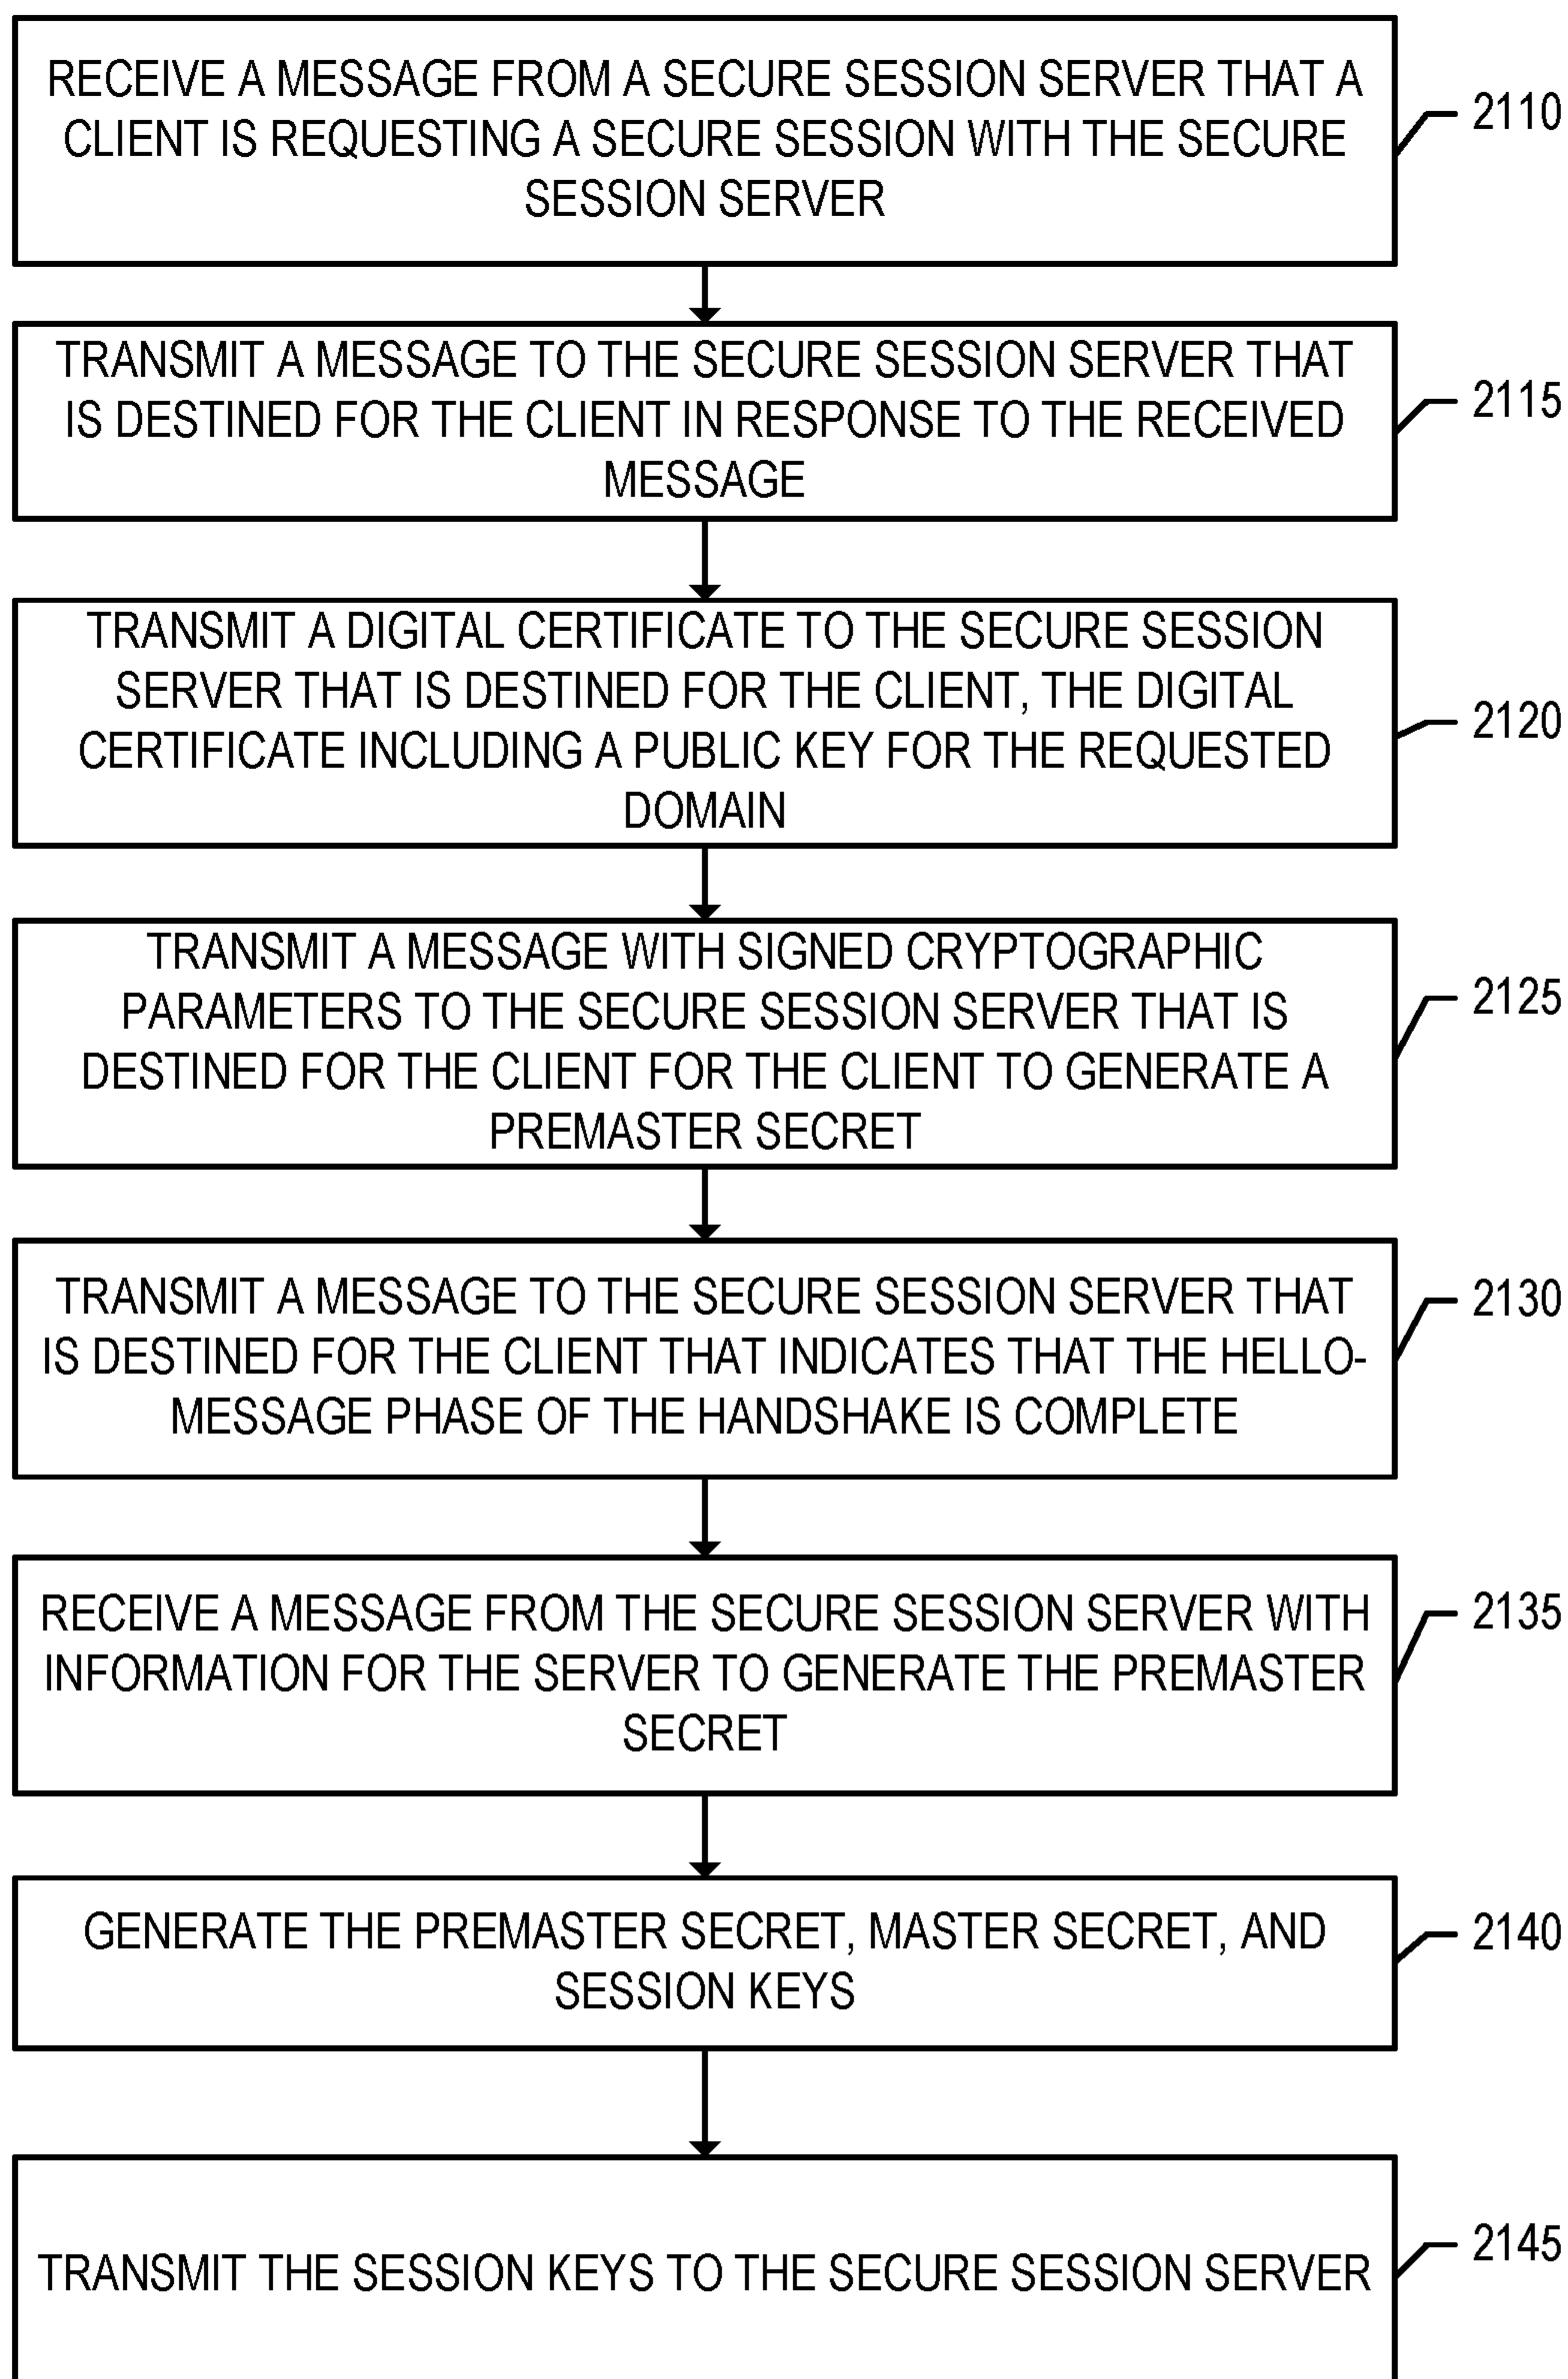 RECEIVE A MESSAGE FROM A SECURE SESSION SERVER THAT A
CLIENT IS REQUESTING A SECURE SESSION WITH THE SECURE
SESSION SERVER
2110
TRANSMIT A MESSAGE TO THE SECURE SESSION SERVER THAT
IS DESTINED FOR THE CLIENT IN RESPONSE TO THE RECEIVED
MESSAGE
2115
TRANSMIT A DIGITAL CERTIFICATE TO THE SECURE SESSION
SERVER THAT IS DESTINED FOR THE CLIENT, THE DIGITAL
CERTIFICATE INCLUDING A PUBLIC KEY FOR THE REQUESTED
DOMAIN
2120
TRANSMIT A MESSAGE WITH SIGNED CRYPTOGRAPHIC
PARAMETERS TO THE SECURE SESSION SERVER THAT IS
DESTINED FOR THE CLIENT FOR THE CLIENT TO GENERATE A
PREMASTER SECRET
2125
TRANSMIT A MESSAGE TO THE SECURE SESSION SERVER THAT
IS DESTINED FOR THE CLIENT THAT INDICATES THAT THE HELLO-
MESSAGE PHASE OF THE HANDSHAKE IS COMPLETE
2130
RECEIVE A MESSAGE FROM THE SECURE SESSION SERVER WITH
INFORMATION FOR THE SERVER TO GENERATE THE PREMASTER
SECRET
2135
GENERATE THE PREMASTER SECRET, MASTER SECRET, AND
SESSION KEYS
2140
TRANSMIT THE SESSION KEYS TO THE SECURE SESSION SERVER
2145